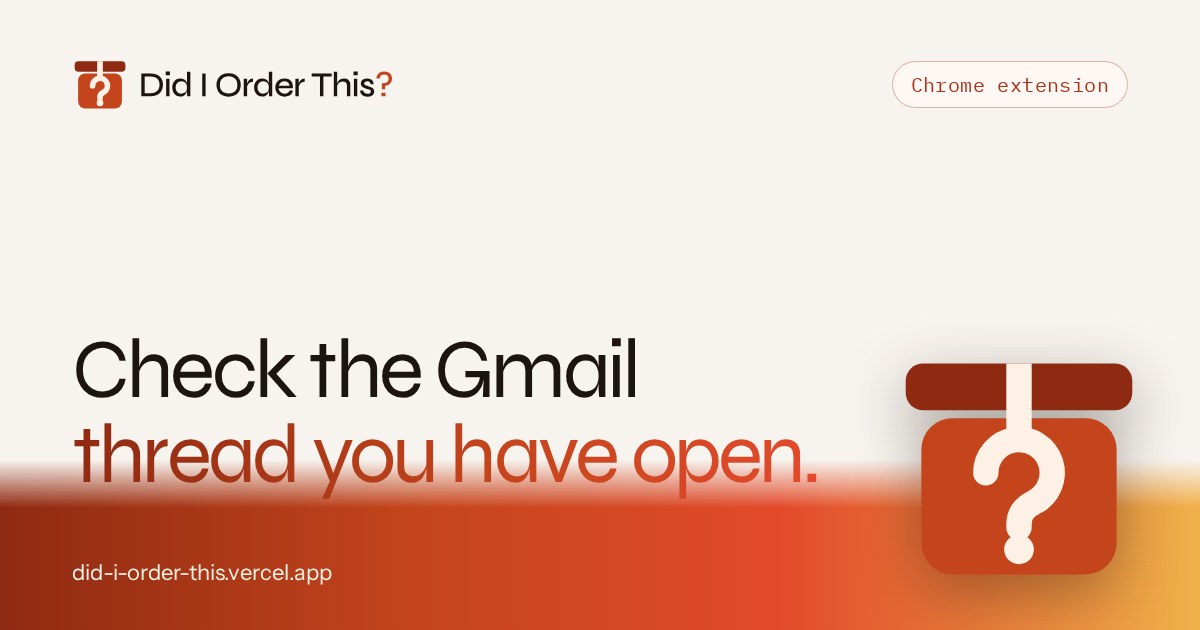 Did I Order This?
Chrome extension
Check the Gmail
thread you have open.
did-i-order-this.vercel.app